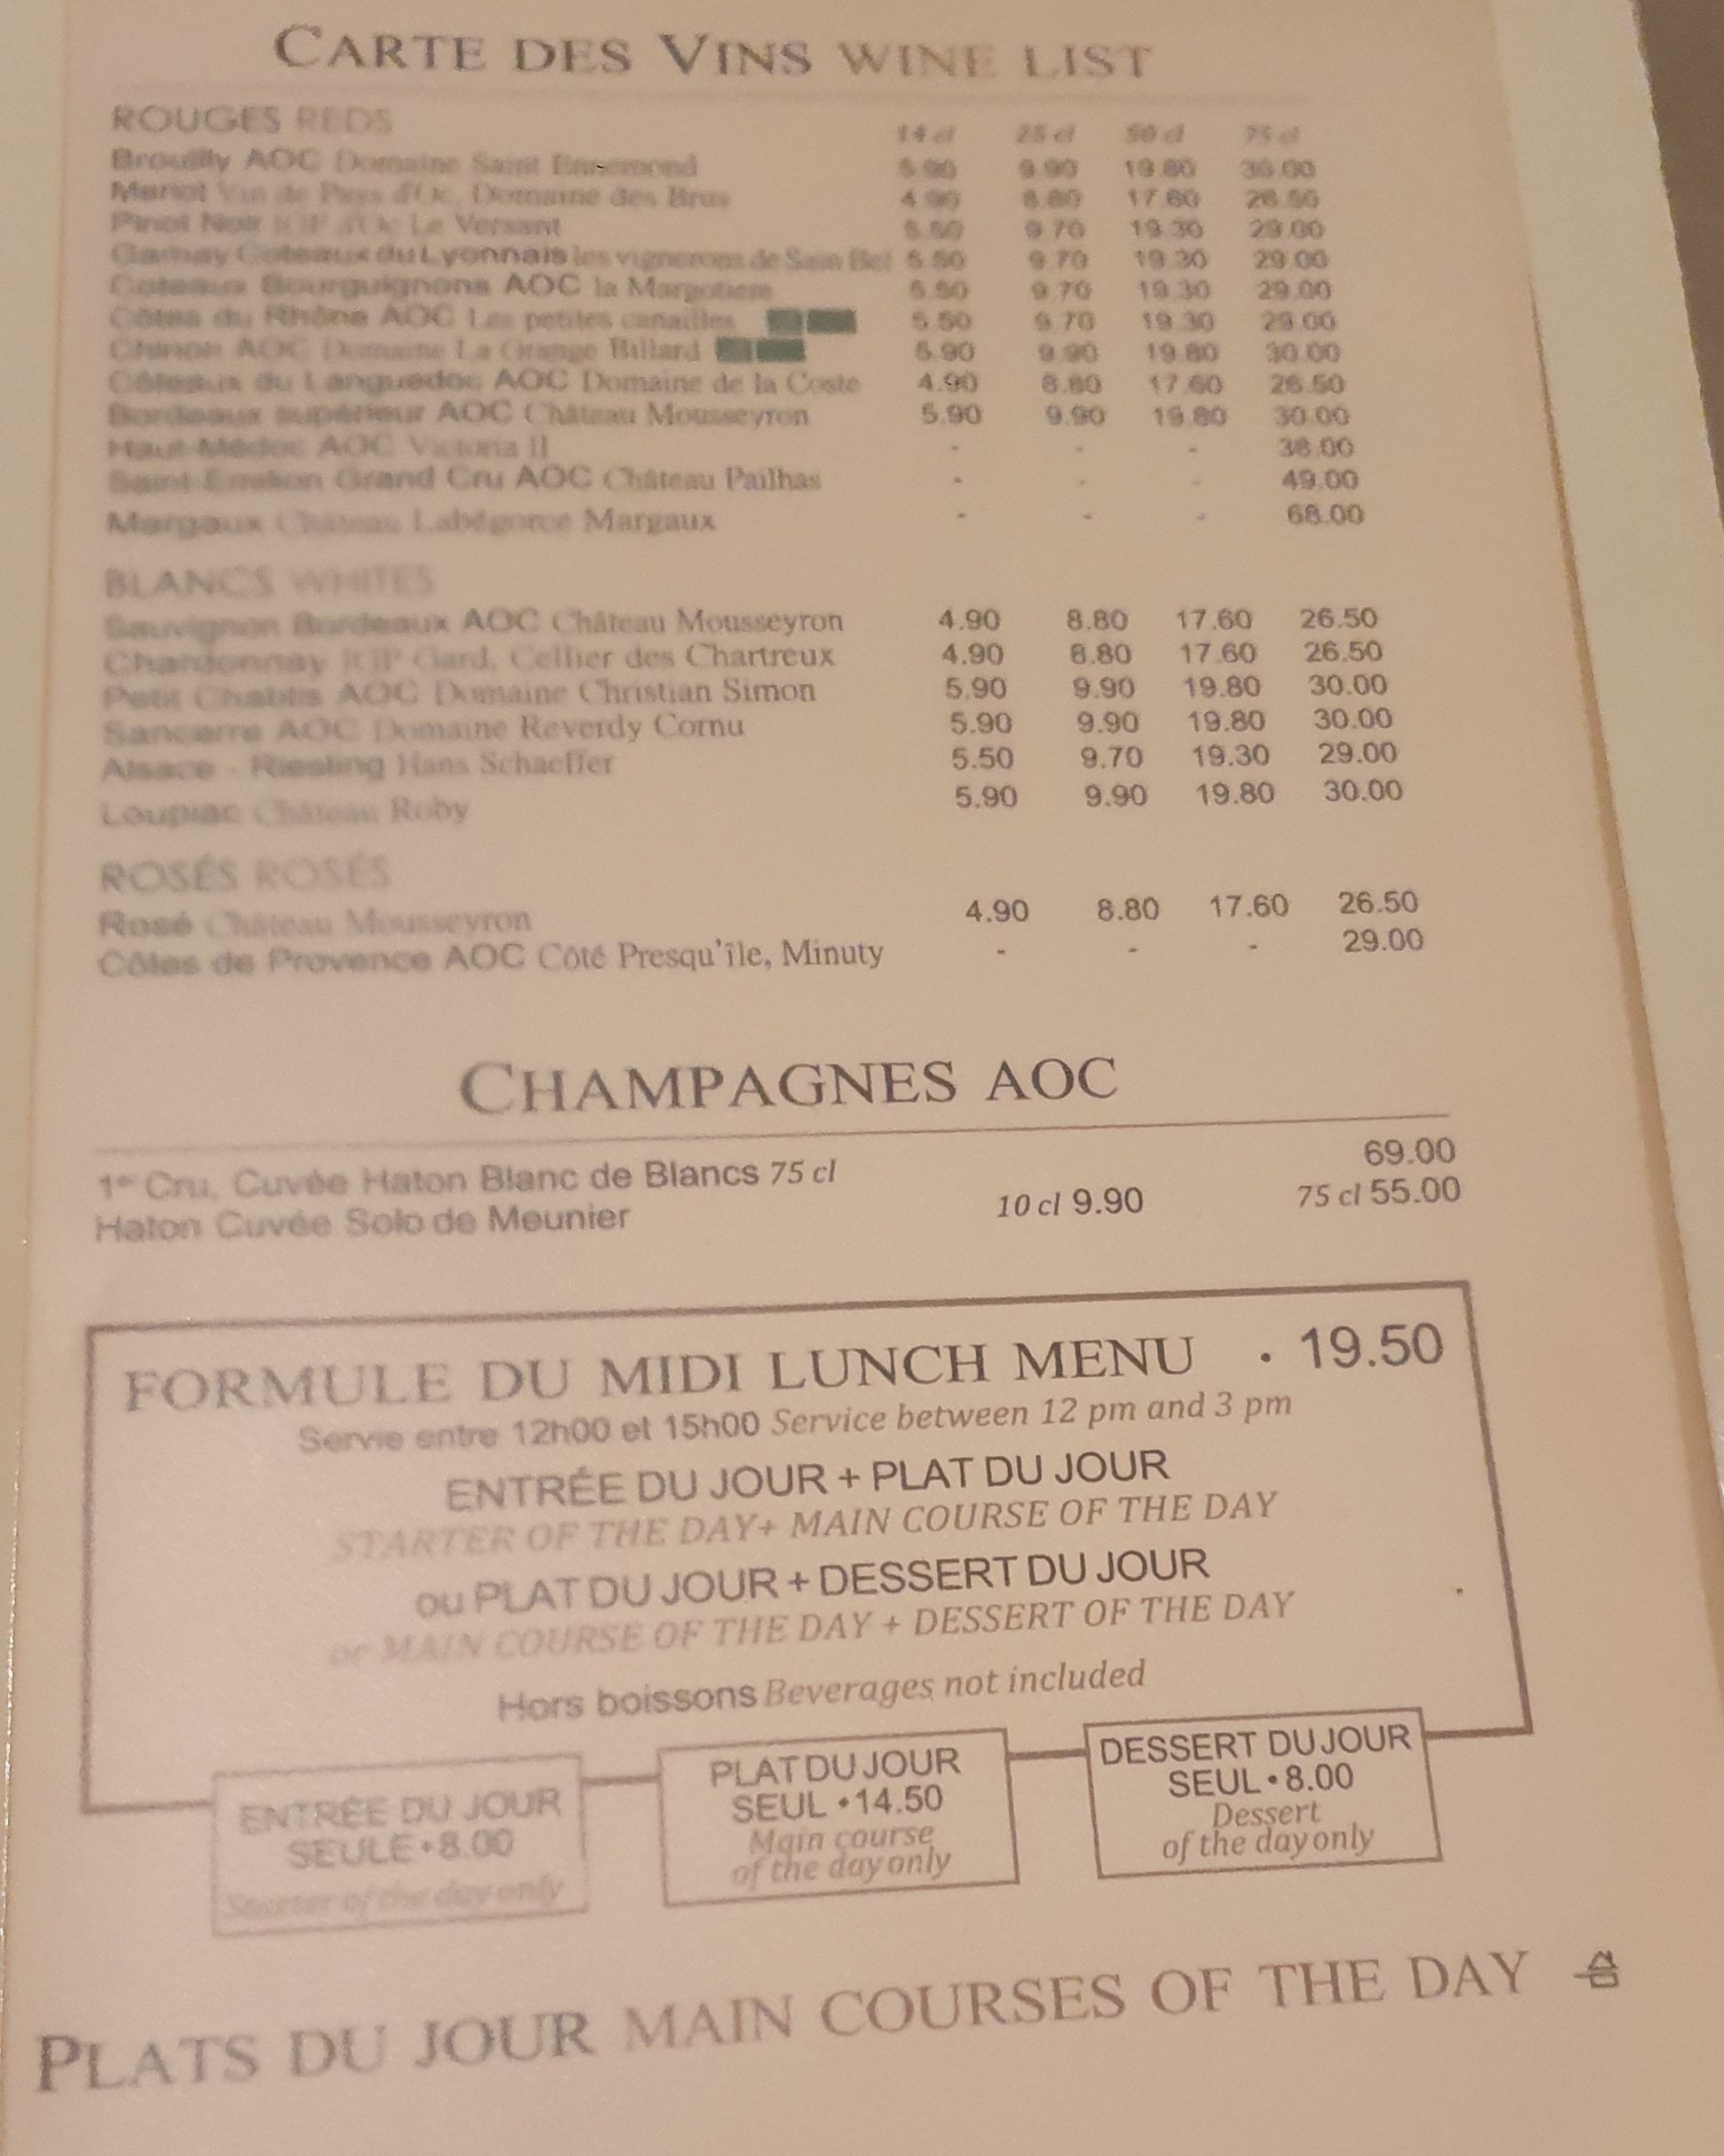 CARTE DES VINS WINE LIST
ROUGES REDS 14 cl 25 cl 50 cl 75 cl
Brouilly AOC Domaine Saint Ennemond 5.90 9.90 19.80 30.00
Merlot Vin de Pays d'Oc, Domaine des Brus 4.90 8.80 17.60 26.50
Pinot Noir IGP d'Oc Le Versant 5.50 9.70 19.30 29.00
Gamay Coteaux du Lyonnais les vignerons de Sain Bel 5.50 9.70 19.30 29.00
Coteaux Bourguignons AOC la Margotiere 5.50 9.70 19.30 29.00
Côtes du Rhône AOC Les petites canailles 5.50 9.70 19.30 29.00
Chinon AOC Domaine La Grange Billard 5.90 9.90 19.80 30.00
Côteaux du Languedoc AOC Domaine de la Coste 4.90 8.80 17.60 26.50
Bordeaux supérieur AOC Château Mousseyron 5.90 9.90 19.80 30.00
Haut-Médoc AOC Victoria II - - - 38.00
Saint-Emilion Grand Cru AOC Château Pailhas - - - 49.00
Margaux Château Labégorce Margaux - - - 68.00
BLANCS WHITES
Sauvignon Bordeaux AOC Château Mousseyron 4.90 8.80 17.60 26.50
Chardonnay IGP Gard, Cellier des Chartreux 4.90 8.80 17.60 26.50
Petit Chablis AOC Domaine Christian Simon 5.90 9.90 19.80 30.00
Sancerre AOC Domaine Reverdy Cornu 5.90 9.90 19.80 30.00
Alsace - Riesling Hans Schaeffer 5.50 9.70 19.30 29.00
Loupiac Château Roby 5.90 9.90 19.80 30.00
ROSÉS ROSÉS
Rosé Château Mousseyron 4.90 8.80 17.60 26.50
Côtes de Provence AOC Côté Presqu'île, Minuty - - - 29.00
CHAMPAGNES AOC
1er Cru, Cuvée Haton Blanc de Blancs 75 cl 69.00
Haton Cuvée Solo de Meunier 10 cl 9.90 75 cl 55.00
FORMULE DU MIDI LUNCH MENU • 19.50
Servie entre 12h00 et 15h00 Service between 12 pm and 3 pm
ENTRÉE DU JOUR + PLAT DU JOUR
STARTER OF THE DAY+ MAIN COURSE OF THE DAY
ou PLAT DU JOUR + DESSERT DU JOUR
or MAIN COURSE OF THE DAY + DESSERT OF THE DAY
Hors boissons Beverages not included
ENTRÉE DU JOUR
SEULE • 8.00
Starter of the day only
PLAT DU JOUR
SEUL • 14.50
Main course
of the day only
DESSERT DU JOUR
SEUL • 8.00
Dessert
of the day only
PLATS DU JOUR MAIN COURSES OF THE DAY